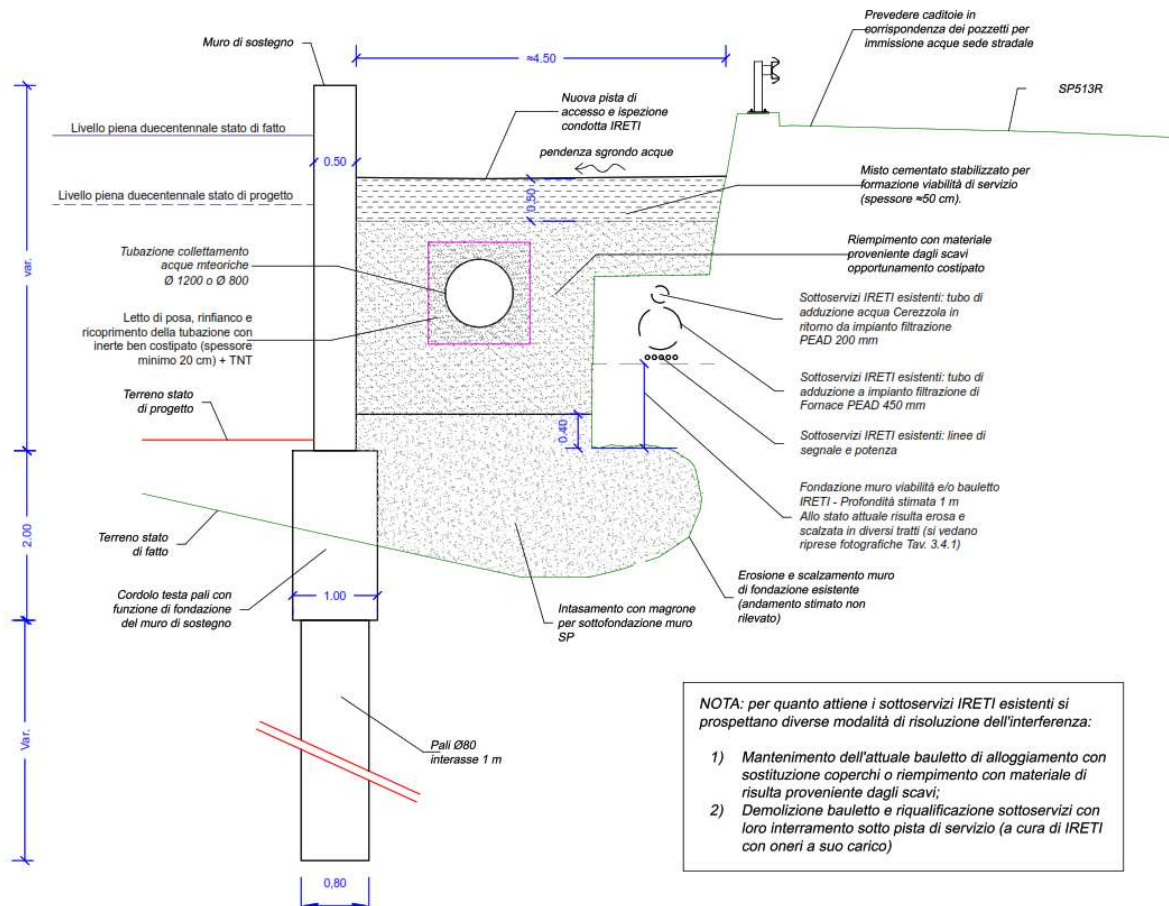 Prevedere caditoie in
corrispondenza dei pozzetti per
immissione acque sede stradale
Muro di sostegno
≈4.50
SP513R
Nuova pista di
accesso e ispezione
condotta IRETI
Livello piena duecentennale stato di fatto
pendenza sgrondo acque
0.50
Misto cementato stabilizzato per
formazione viabilità di servizio
(spessore ≈50 cm).
Livello piena duecentennale stato di progetto
0.50
Riempimento con materiale
proveniente dagli scavi
opportunamento costipato
Tubazione collettamento
acque mteoriche
Ø 1200 o Ø 800
var.
Sottoservizi IRETI esistenti: tubo di
adduzione acqua Cerezzola in
ritorno da impianto filtrazione
PEAD 200 mm
Letto di posa, rinfianco e
ricoprimento della tubazione con
inerte ben costipato (spessore
minimo 20 cm) + TNT
Sottoservizi IRETI esistenti: tubo di
adduzione a impianto filtrazione di
Fornace PEAD 450 mm
Terreno stato
di progetto
0.40
Sottoservizi IRETI esistenti: linee di
segnale e potenza
Fondazione muro viabilità e/o bauletto
IRETI - Profondità stimata 1 m
Allo stato attuale risulta erosa e
scalzata in diversi tratti (si vedano
riprese fotografiche Tav. 3.4.1)
2.00
Terreno stato
di fatto
Erosione e scalzamento muro
di fondazione esistente
(andamento stimato non
rilevato)
Cordolo testa pali con
funzione di fondazione
del muro di sostegno
1.00
Intasamento con magrone
per sottofondazione muro
SP
Var.
Pali Ø80
interasse 1 m
0,80
NOTA: per quanto attiene i sottoservizi IRETI esistenti si
prospettano diverse modalità di risoluzione dell'interferenza:
1) Mantenimento dell'attuale bauletto di alloggiamento con
sostituzione coperchi o riempimento con materiale di
risulta proveniente dagli scavi;
2) Demolizione bauletto e riqualificazione sottoservizi con
loro interramento sotto pista di servizio (a cura di IRETI
con oneri a suo carico)